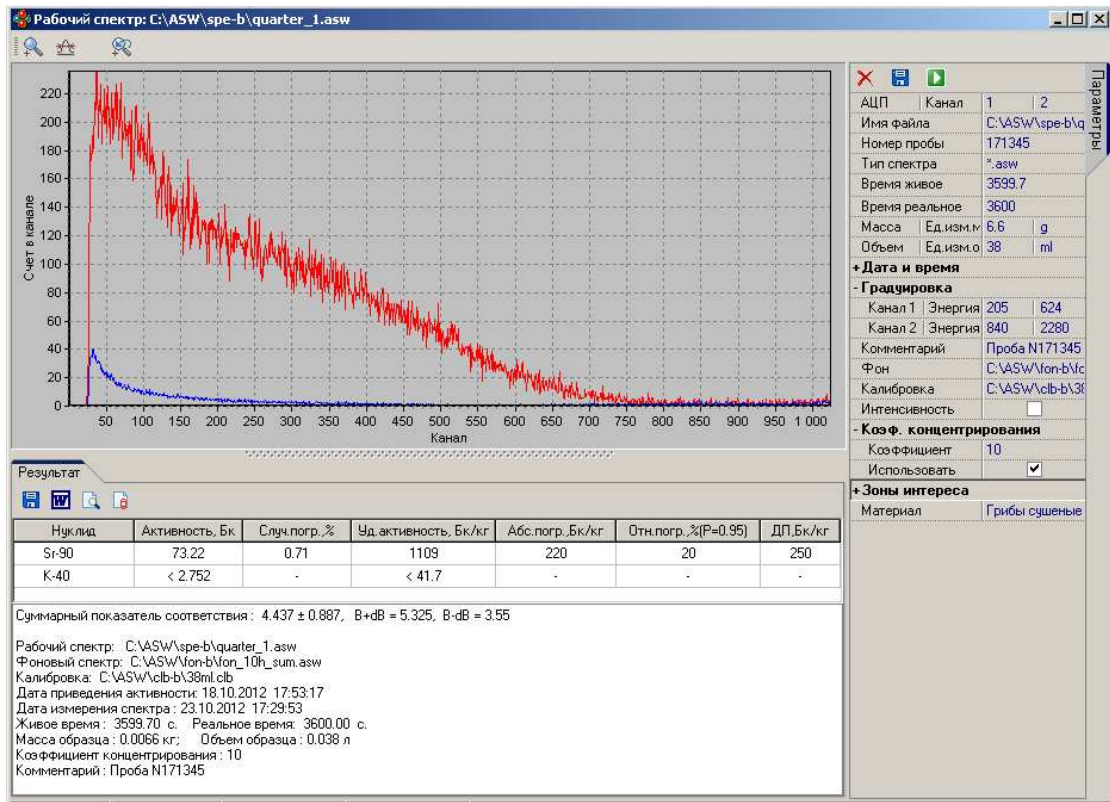 Рабочий спектр: C:\ASW\spe-b\quarter_1.asw
220
200
180
160
140
120
100
80
60
40
20
0
Счет в канале
50 100 150 200 250 300 350 400 450 500 550 600 650 700 750 800 850 900 950 1 000
Канал
Параметры
АЦП Канал 1 2
Имя файла C:\ASW\spe-b\q
Номер пробы 171345
Тип спектра *.asw
Время живое 3599.7
Время реальное 3600
Масса Ед.изм.м 6.6 g
Объем Ед.изм.о 38 ml
+Дата и время
- Градуировка
Канал 1 Энергия 205 624
Канал 2 Энергия 840 2280
Комментарий Проба N171345
Фон C:\ASW\fon-b\fc
Калибровка C:\ASW\clb-b\38
Интенсивность
- Коэф. концентрирования
Коэффициент 10
Использовать
+Зоны интереса
Материал Грибы сушеные
Результат
Нуклид Активность, Бк Случ.погр.,% Уд.активность, Бк/кг Абс.погр.,Бк/кг Отн.погр.,%(P=0.95) ДП,Бк/кг
Sr-90 73.22 0.71 1109 220 20 250
K-40 < 2.752 - < 41.7 - - -
Суммарный показатель соответствия : 4.437 ± 0.887, B+dB = 5.325, B-dB = 3.55
Рабочий спектр: C:\ASW\spe-b\quarter_1.asw
Фоновый спектр: C:\ASW\fon-b\fon_10h_sum.asw
Калибровка: C:\ASW\clb-b\38ml.clb
Дата приведения активности: 18.10.2012 17:53:17
Дата измерения спектра : 23.10.2012 17:29:53
Живое время : 3599.70 с. Реальное время: 3600.00 с.
Масса образца : 0.0066 кг; Объем образца : 0.038 л
Коэффициент концентрирования : 10
Комментарий : Проба N171345